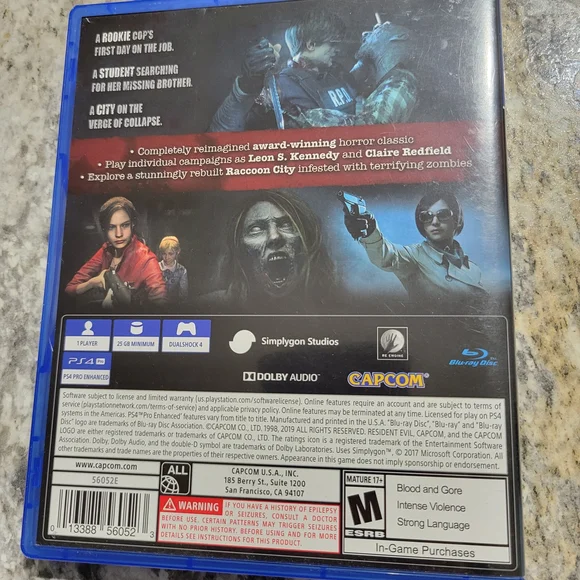 A ROOKIE COP'S
FIRST DAY ON THE JOB.
A STUDENT SEARCHING
FOR HER MISSING BROTHER.
A CITY ON THE
VERGE OF COLLAPSE.
R.P.D.
• Completely reimagined award-winning horror classic
• Play individual campaigns as Leon S. Kennedy and Claire Redfield
• Explore a stunningly rebuilt Raccoon City infested with terrifying zombies
1 PLAYER
25 GB MINIMUM
DUALSHOCK 4
Simplygon Studios
RE ENGINE
Blu-ray Disc
PS4 Pro
PS4 PRO ENHANCED
DOLBY AUDIO™
CAPCOM
Software subject to license and limited warranty (us.playstation.com/softwarelicense). Online features require an account and are subject to terms of
service (playstationnetwork.com/terms-of-service) and applicable privacy policy. Online features may be terminated at any time. Licensed for play on PS4
systems in the Americas. PS4™Pro Enhanced' features vary from title to title. Manufactured and printed in the U.S.A. "Blu-ray Disc", "Blu-ray" and "Blu-ray
Disc" logo are trademarks of Blu-ray Disc Association. ©CAPCOM CO., LTD. 1998, 2019 ALL RIGHTS RESERVED. RESIDENT EVIL, CAPCOM, and the CAPCOM
LOGO are either registered trademarks or trademarks of CAPCOM CO., LTD. The ratings icon is a registered trademark of the Entertainment Software
Association. Dolby, Dolby Audio, and the double-D symbol are trademarks of Dolby Laboratories. Uses Simplygon™, © 2017 Microsoft Corporation. All
other trademarks and trade names are the properties of their respective owners. Appearance in this game does not imply sponsorship or endorsement.
www.capcom.com
56052E
0 13388 56052 3
ALL
CAPCOM U.S.A., INC.
185 Berry St., Suite 1200
San Francisco, CA 94107
WARNING IF YOU HAVE A HISTORY OF EPILEPSY
OR SEIZURES, CONSULT A DOCTOR
BEFORE USE. CERTAIN PATTERNS MAY TRIGGER SEIZURES
WITH NO PRIOR HISTORY. BEFORE USING AND FOR MORE
DETAILS SEE INSTRUCTIONS FOR THIS PRODUCT.
MATURE 17+
M
ESRB
Blood and Gore
Intense Violence
Strong Language
In-Game Purchases